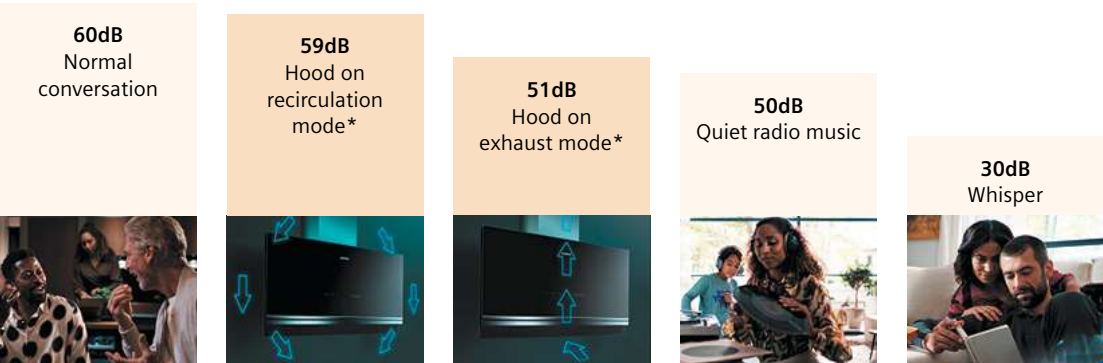 60dB
Normal
conversation
59dB
Hood on
recirculation
mode*
51dB
Hood on
exhaust mode*
50dB
Quiet radio music
30dB
Whisper